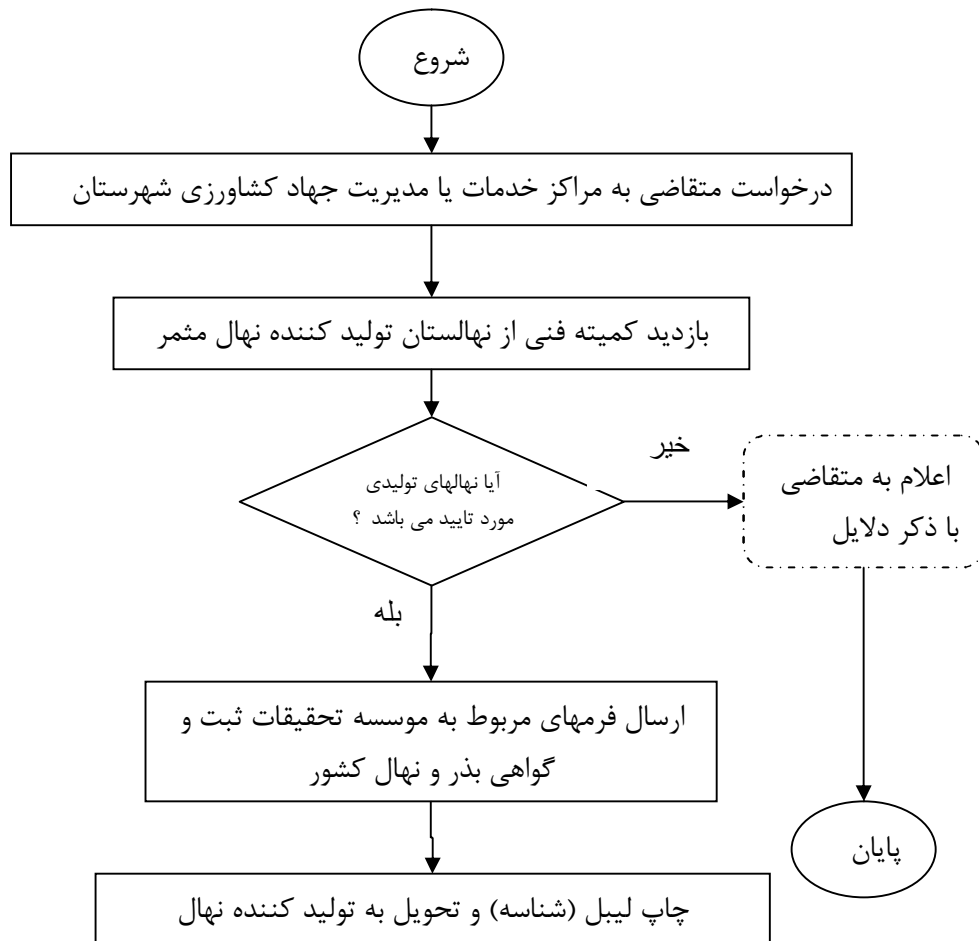 شروع
درخواست متقاضی به مراکز خدمات یا مدیریت جهاد کشاورزی شهرستان
بازدید کمیته فنی از نهالستان تولید کننده نهال مثمر
آیا نهالهای تولیدی
مورد تایید می باشد ؟
خیر
اعلام به متقاضی
با ذکر دلایل
بله
ارسال فرمهای مربوط به موسسه تحقیقات ثبت و
گواهی بذر و نهال کشور
پایان
چاپ لیبل (شناسه) و تحویل به تولید کننده نهال